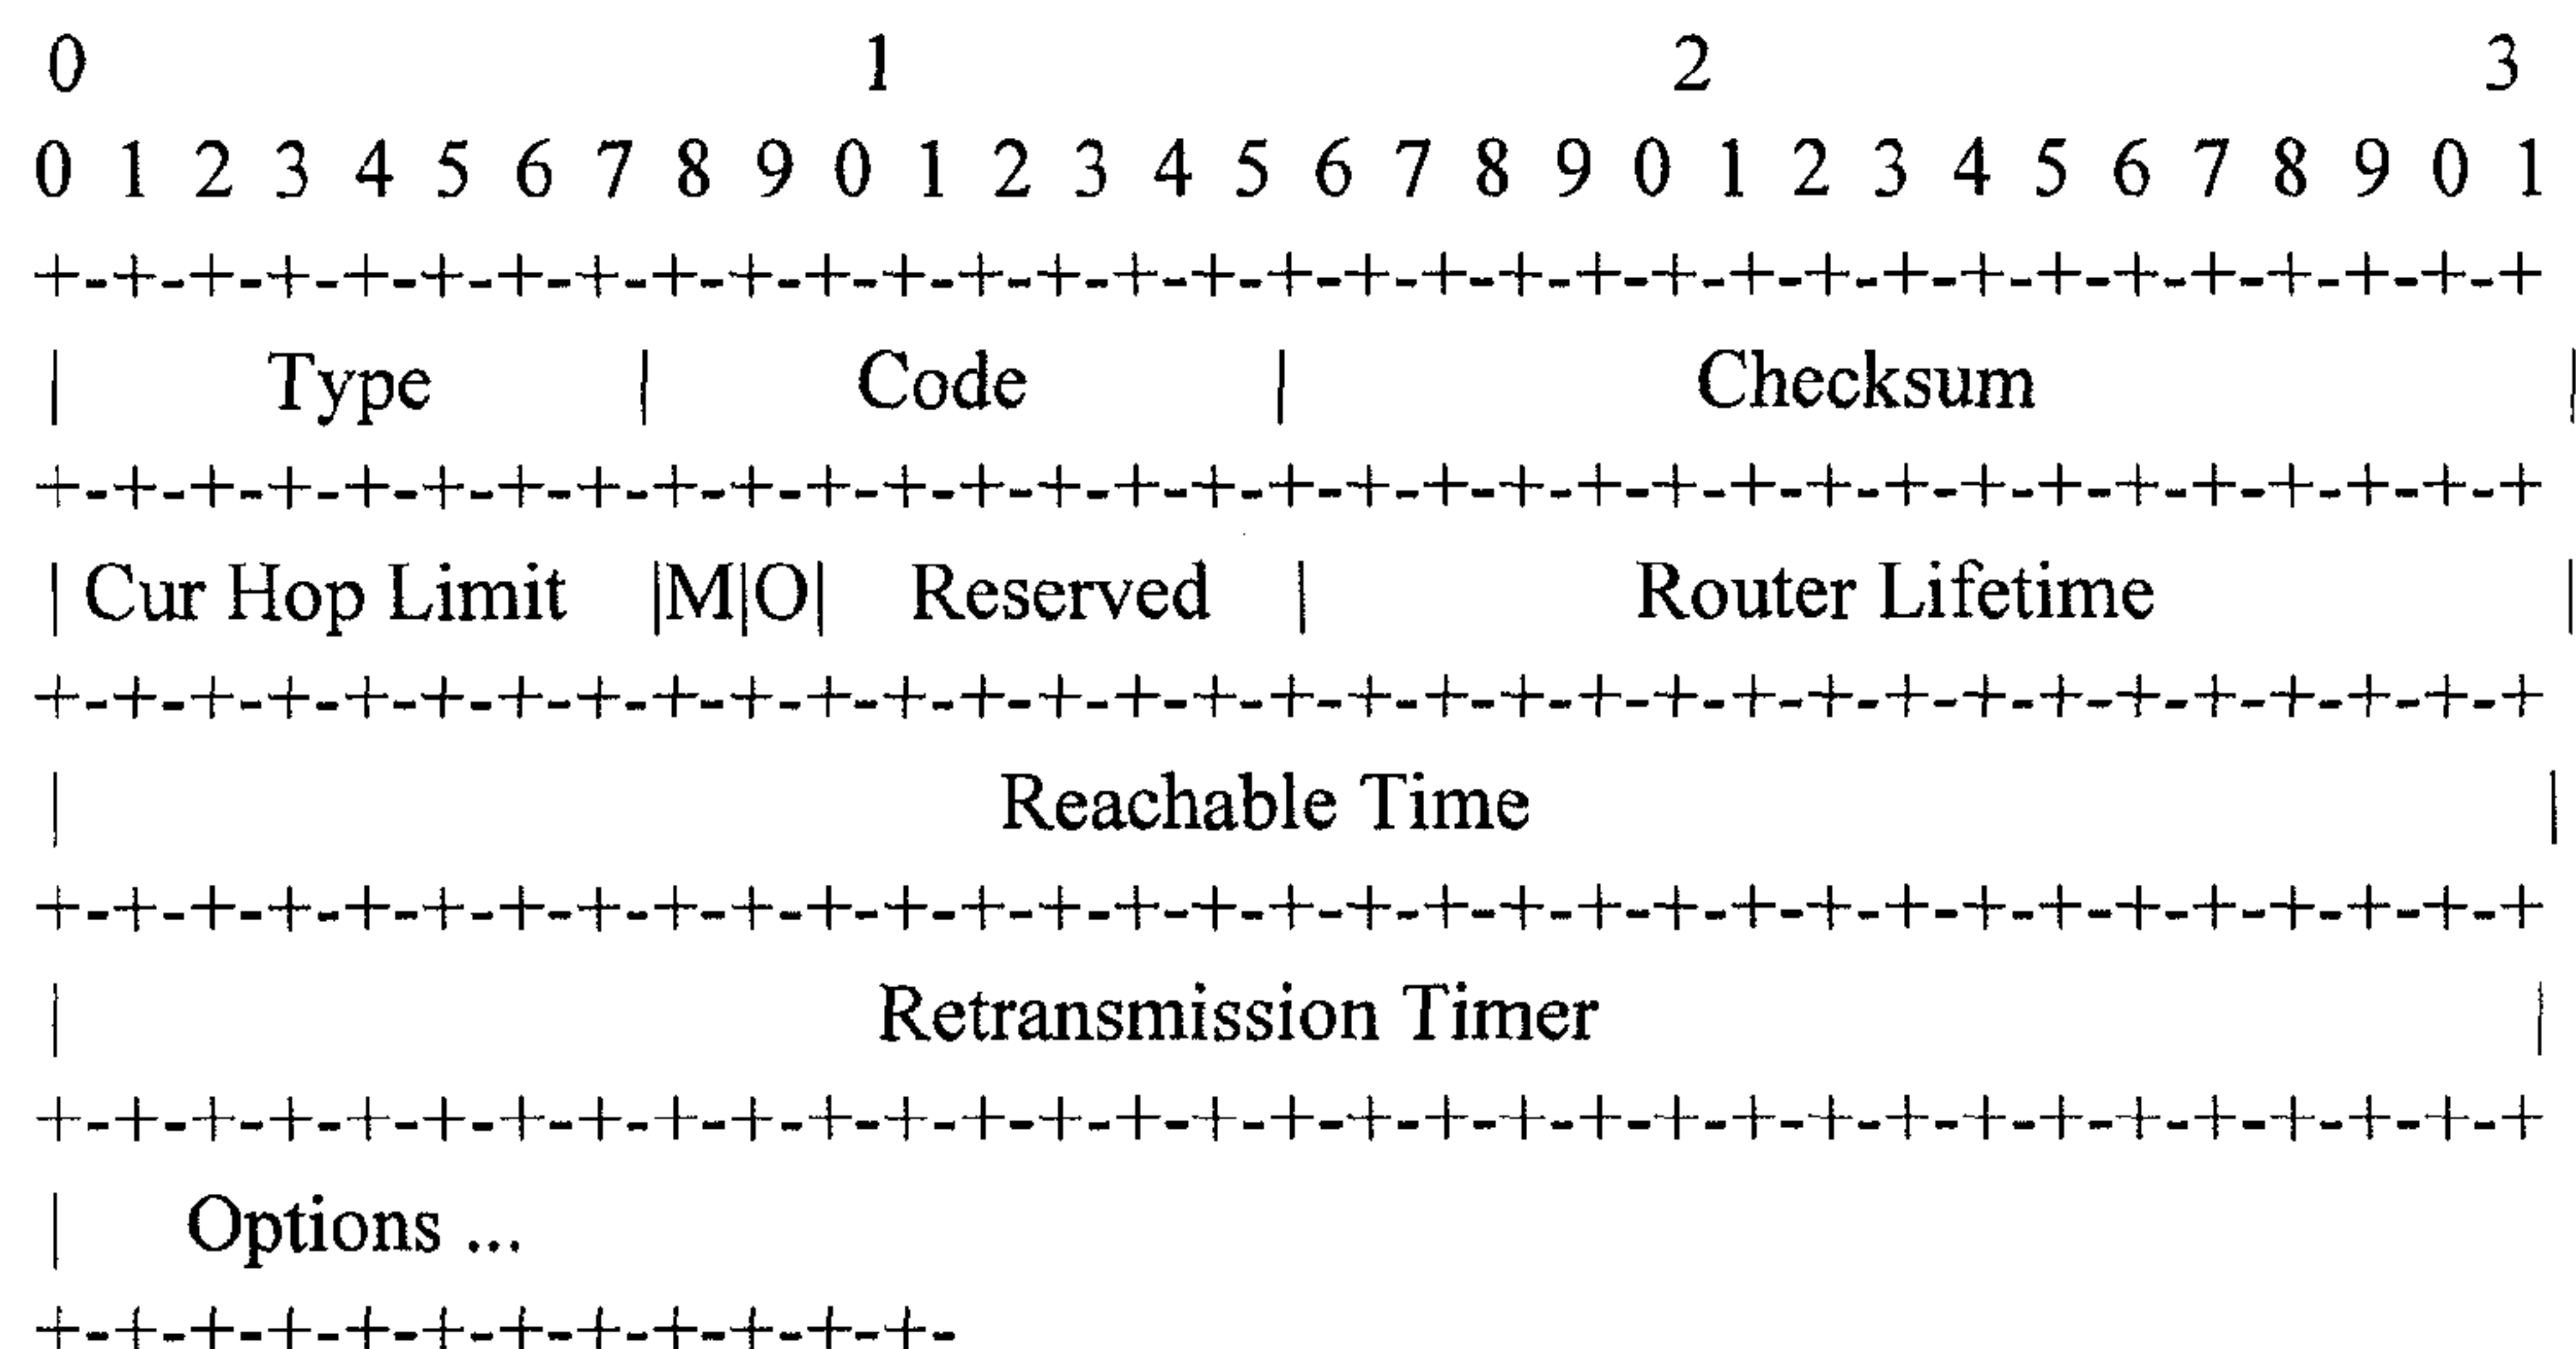 0 1 2 3
0 1 2 3 4 5 6 7 8 9 0 1 2 3 4 5 6 7 8 9 0 1 2 3 4 5 6 7 8 9 0 1
+-+-+-+-+-+-+-+-+-+-+-+-+-+-+-+-+-+-+-+-+-+-+-+-+-+-+-+-+-+-+-+-+
| Type | Code | Checksum |
+-+-+-+-+-+-+-+-+-+-+-+-+-+-+-+-+-+-+-+-+-+-+-+-+-+-+-+-+-+-+-+-+
| Cur Hop Limit |M|O| Reserved | Router Lifetime |
+-+-+-+-+-+-+-+-+-+-+-+-+-+-+-+-+-+-+-+-+-+-+-+-+-+-+-+-+-+-+-+-+
| Reachable Time |
+-+-+-+-+-+-+-+-+-+-+-+-+-+-+-+-+-+-+-+-+-+-+-+-+-+-+-+-+-+-+-+-+
| Retransmission Timer |
+-+-+-+-+-+-+-+-+-+-+-+-+-+-+-+-+-+-+-+-+-+-+-+-+-+-+-+-+-+-+-+-+
| Options ...
+-+-+-+-+-+-+-+-+-+-+-+-